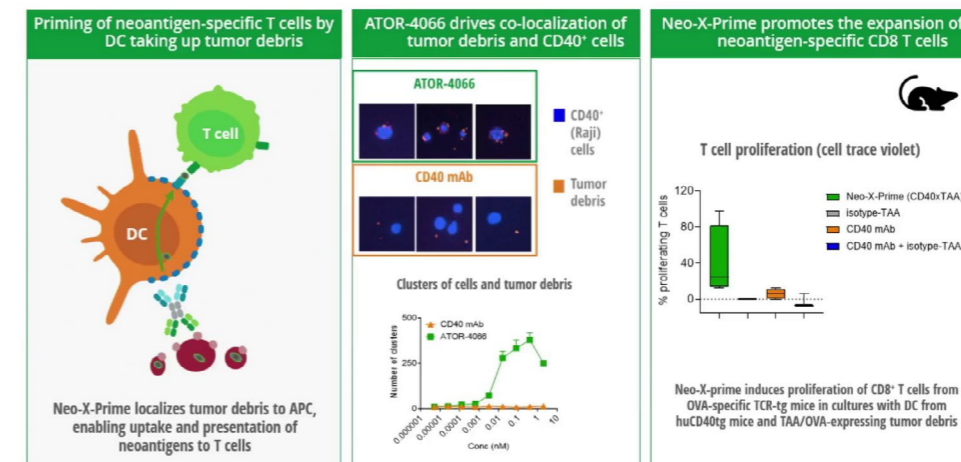 Priming of neoantigen-specific T cells by
DC taking up tumor debris
T cell
DC
Neo-X-Prime localizes tumor debris to APC,
enabling uptake and presentation of
neoantigens to T cells
ATOR-4066 drives co-localization of
tumor debris and CD40⁺ cells
ATOR-4066
CD40⁺
(Raji)
cells
CD40 mAb
Tumor
debris
Clusters of cells and tumor debris
Number of clusters
500
250
0
CD40 mAb
ATOR-4066
0.000001
0.00001
0.0001
0.001
0.01
0.1
1
10
Conc (nM)
Neo-X-Prime promotes the expansion of
neoantigen-specific CD8 T cells
T cell proliferation (cell trace violet)
% proliferating T cells
120
80
40
0
Neo-X-Prime (CD40xTAA)
isotype-TAA
CD40 mAb
CD40 mAb + isotype-TAA
Neo-X-prime induces proliferation of CD8⁺ T cells from
OVA-specific TCR-tg mice in cultures with DC from
huCD40tg mice and TAA/OVA-expressing tumor debris